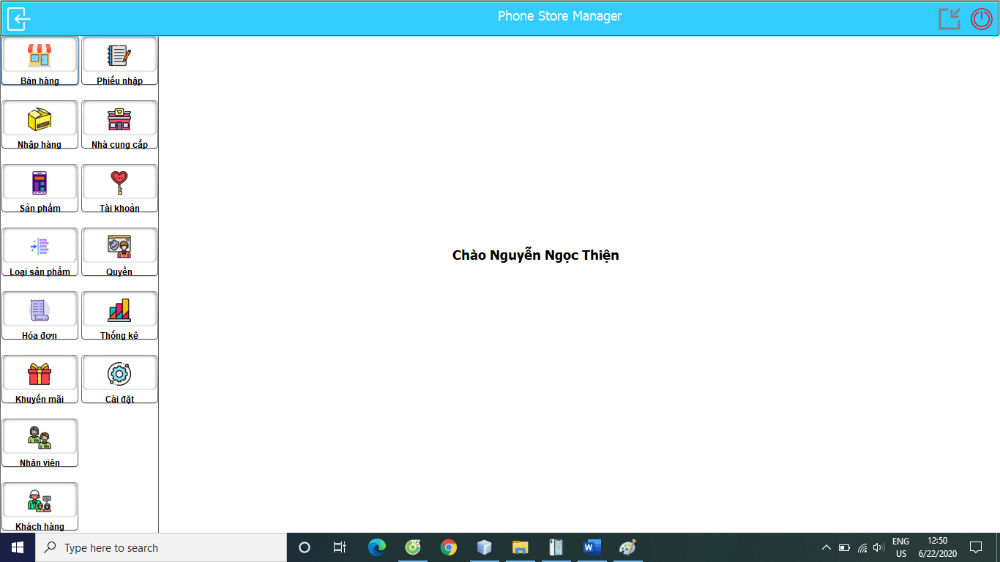 Phone Store Manager
Bán hàng
Phiếu nhập
Nhập hàng
Nhà cung cấp
Sản phẩm
Tài khoản
Loại sản phẩm
Quyền
Hóa đơn
Thống kê
Khuyến mãi
Cài đặt
Nhân viên
Khách hàng
Chào Nguyễn Ngọc Thiện
Type here to search
W
ENG
US
12:50
6/22/2020